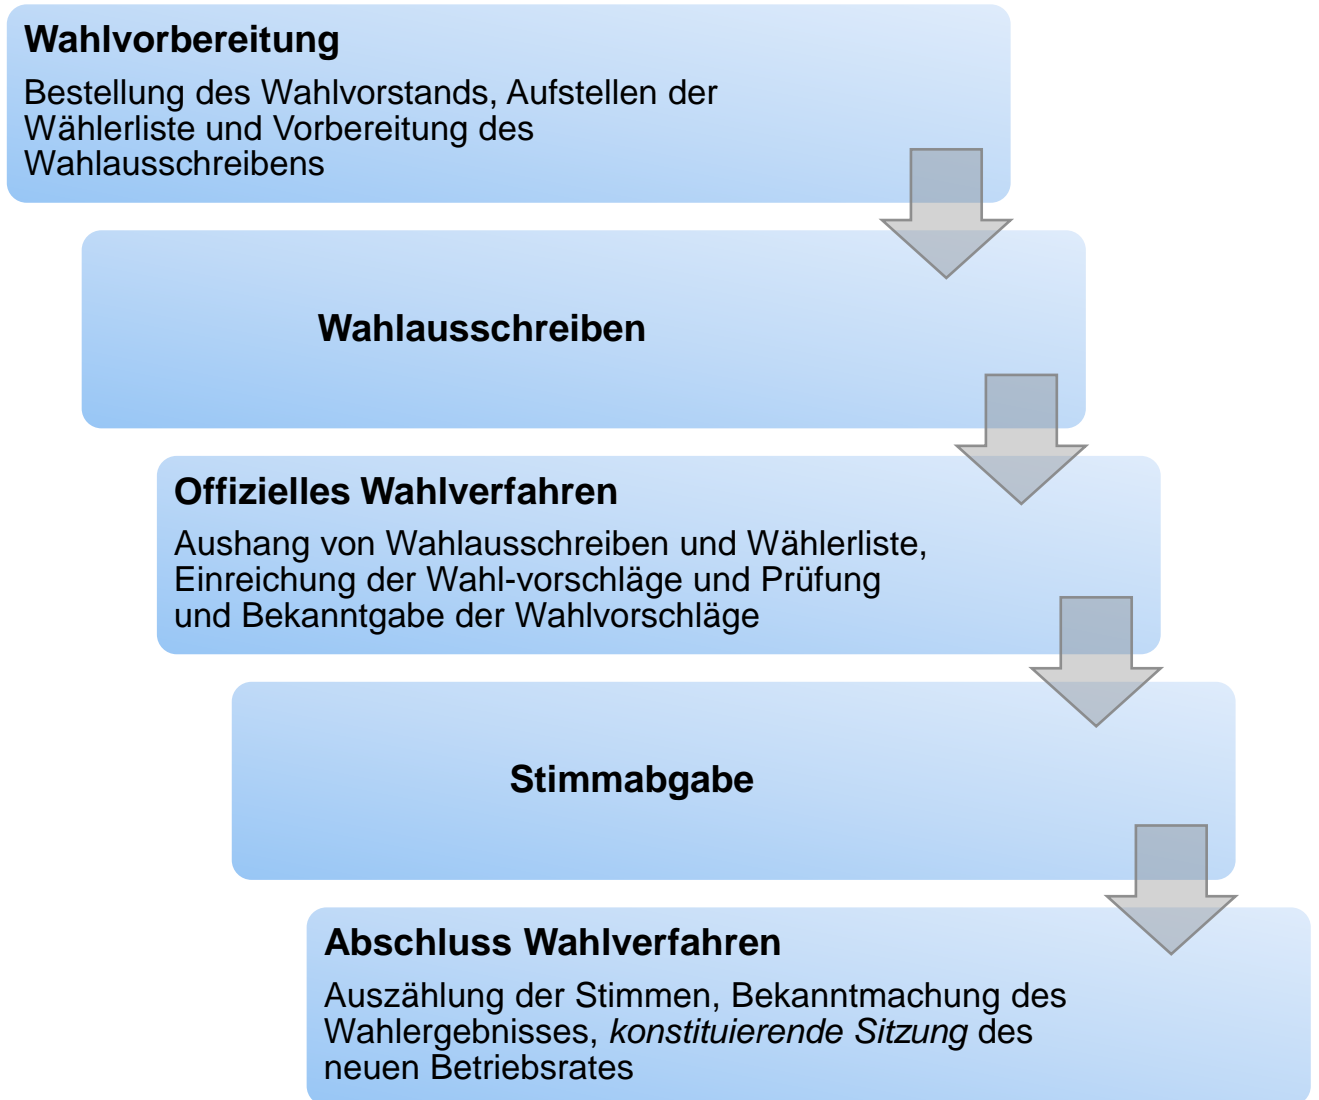 Wahlvorbereitung
Bestellung des Wahlvorstands, Aufstellen der
Wählerliste und Vorbereitung des
Wahlausschreibens
Wahlausschreiben
Offizielles Wahlverfahren
Aushang von Wahlausschreiben und Wählerliste,
Einreichung der Wahl-vorschläge und Prüfung
und Bekanntgabe der Wahlvorschläge
Stimmabgabe
Abschluss Wahlverfahren
Auszählung der Stimmen, Bekanntmachung des
Wahlergebnisses, konstituierende Sitzung des
neuen Betriebsrates